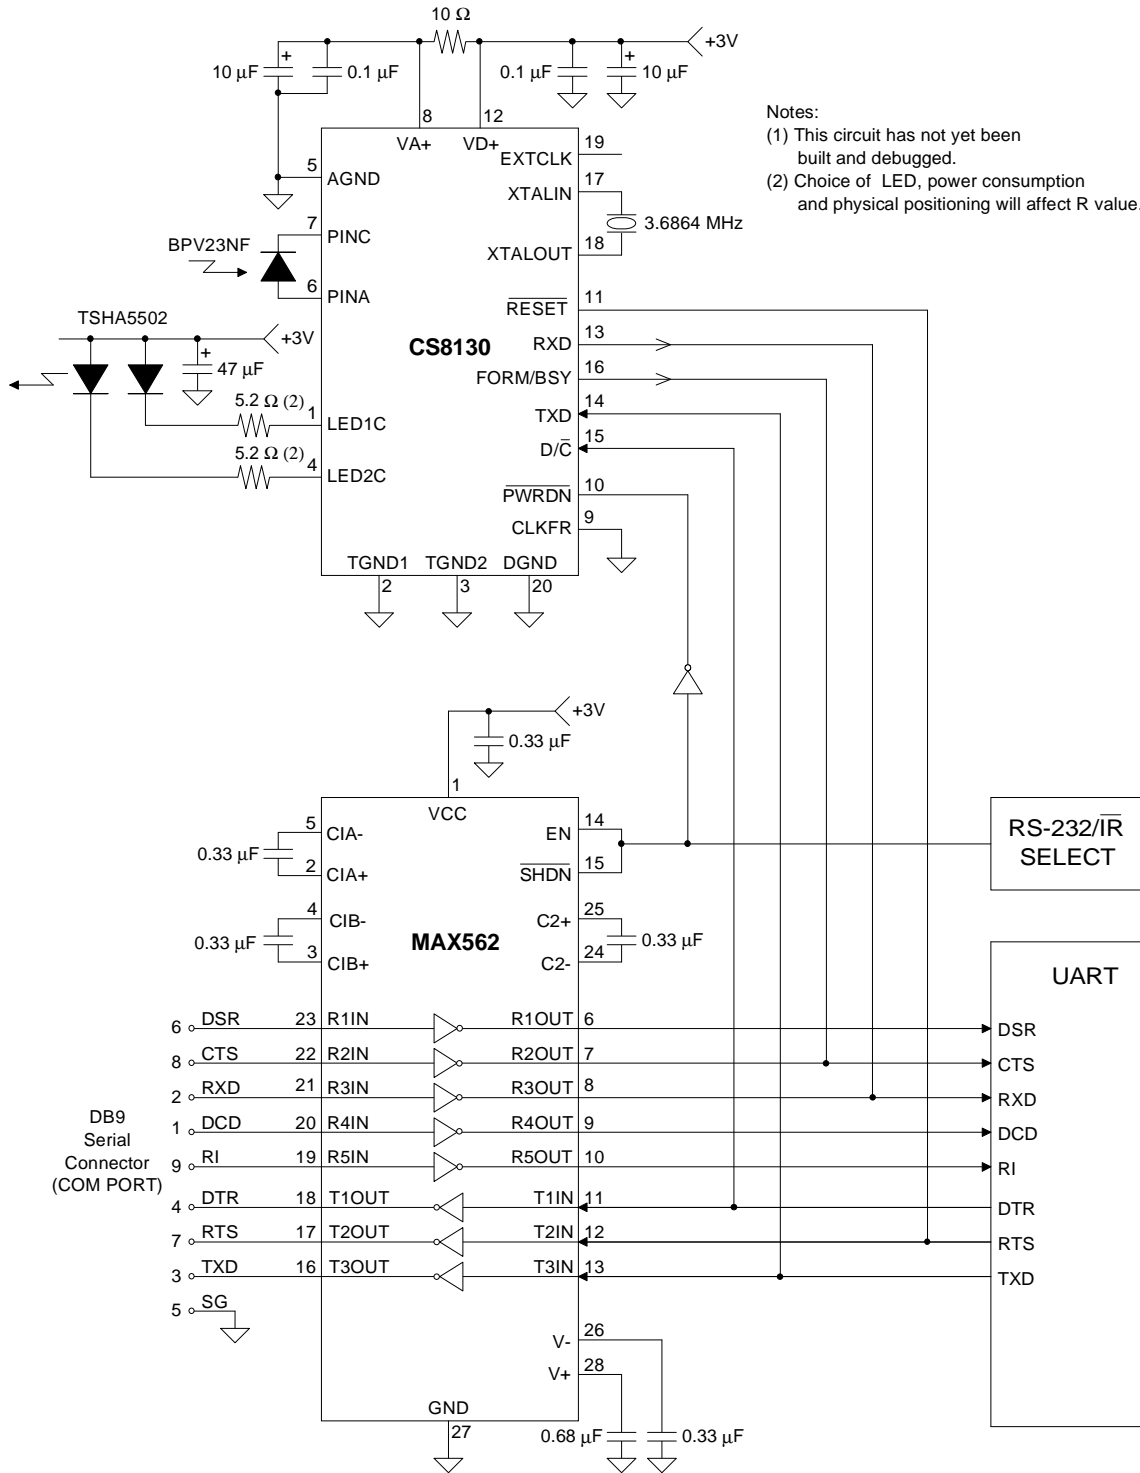 10 Ω
+3V
10 µF
+
0.1 µF
0.1 µF
+
10 µF
8
12
VA+
VD+
Notes:
(1) This circuit has not yet been
built and debugged.
(2) Choice of LED, power consumption
and physical positioning will affect R value.
5
AGND
EXTCLK
19
XTALIN
17
3.6864 MHz
XTALOUT
18
7
PINC
BPV23NF
6
PINA
RESET
11
TSHA5502
+3V
+
47 µF
CS8130
RXD
13
FORM/BSY
16
5.2 Ω (2)
1
LED1C
TXD
14
D/C̅
15
5.2 Ω (2)
4
LED2C
PWRDN
10
CLKFR
9
TGND1
TGND2
DGND
2
3
20
+3V
0.33 µF
1
VCC
5
CIA-
0.33 µF
2
CIA+
EN
14
SHDN
15
RS-232/I̅R̅
SELECT
4
CIB-
0.33 µF
3
CIB+
MAX562
C2+
25
0.33 µF
C2-
24
UART
6 DSR 23 R1IN R1OUT 6 DSR
8 CTS 22 R2IN R2OUT 7 CTS
2 RXD 21 R3IN R3OUT 8 RXD
1 DCD 20 R4IN R4OUT 9 DCD
9 RI 19 R5IN R5OUT 10 RI
4 DTR 18 T1OUT T1IN 11 DTR
7 RTS 17 T2OUT T2IN 12 RTS
3 TXD 16 T3OUT T3IN 13 TXD
5 SG
DB9
Serial
Connector
(COM PORT)
V-
26
V+
28
GND
27
0.68 µF
0.33 µF